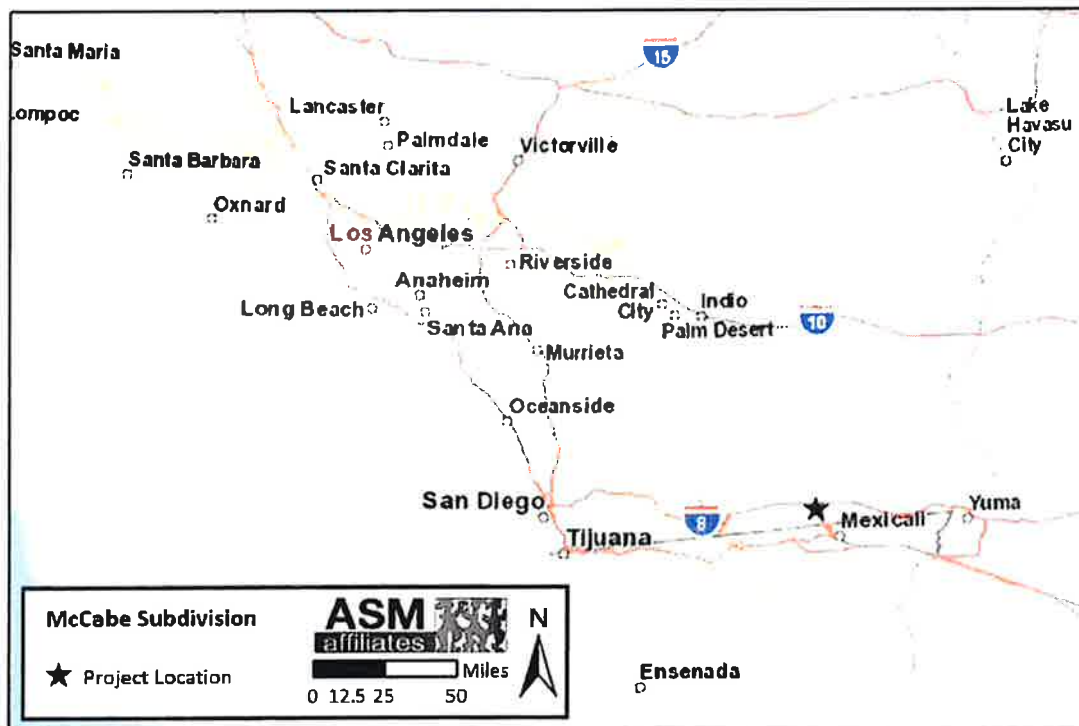 Santa Maria
ompoc
15
Lancaster
Palmdale
Victorville
Lake
Havasu
City
Santa Barbara
Santa Clarita
Oxnard
Los Angeles
Riverside
Anaheim
Cathedral
City
Indio
Long Beach
Santa Ana
Palm Desert
10
Murrieta
Oceanside
San Diego
8
Mexicali
Yuma
Tijuana
McCabe Subdivision
ASM
affiliates
N
Project Location
Miles
0 12.5 25 50
Ensenada